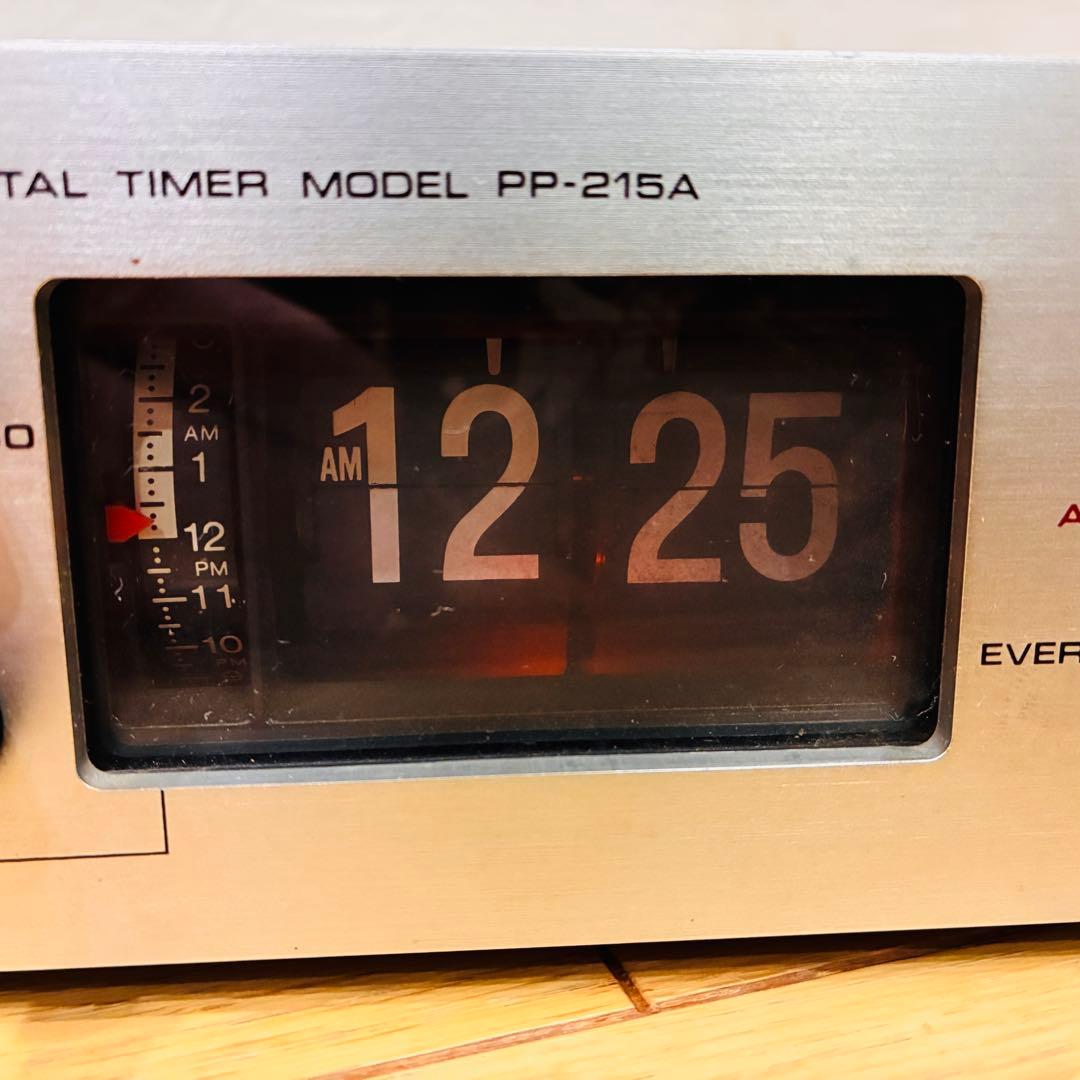 TAL TIMER MODEL PP-215A
2
AM
1
12
PM
11
10
PM
AM 12 25
EVER